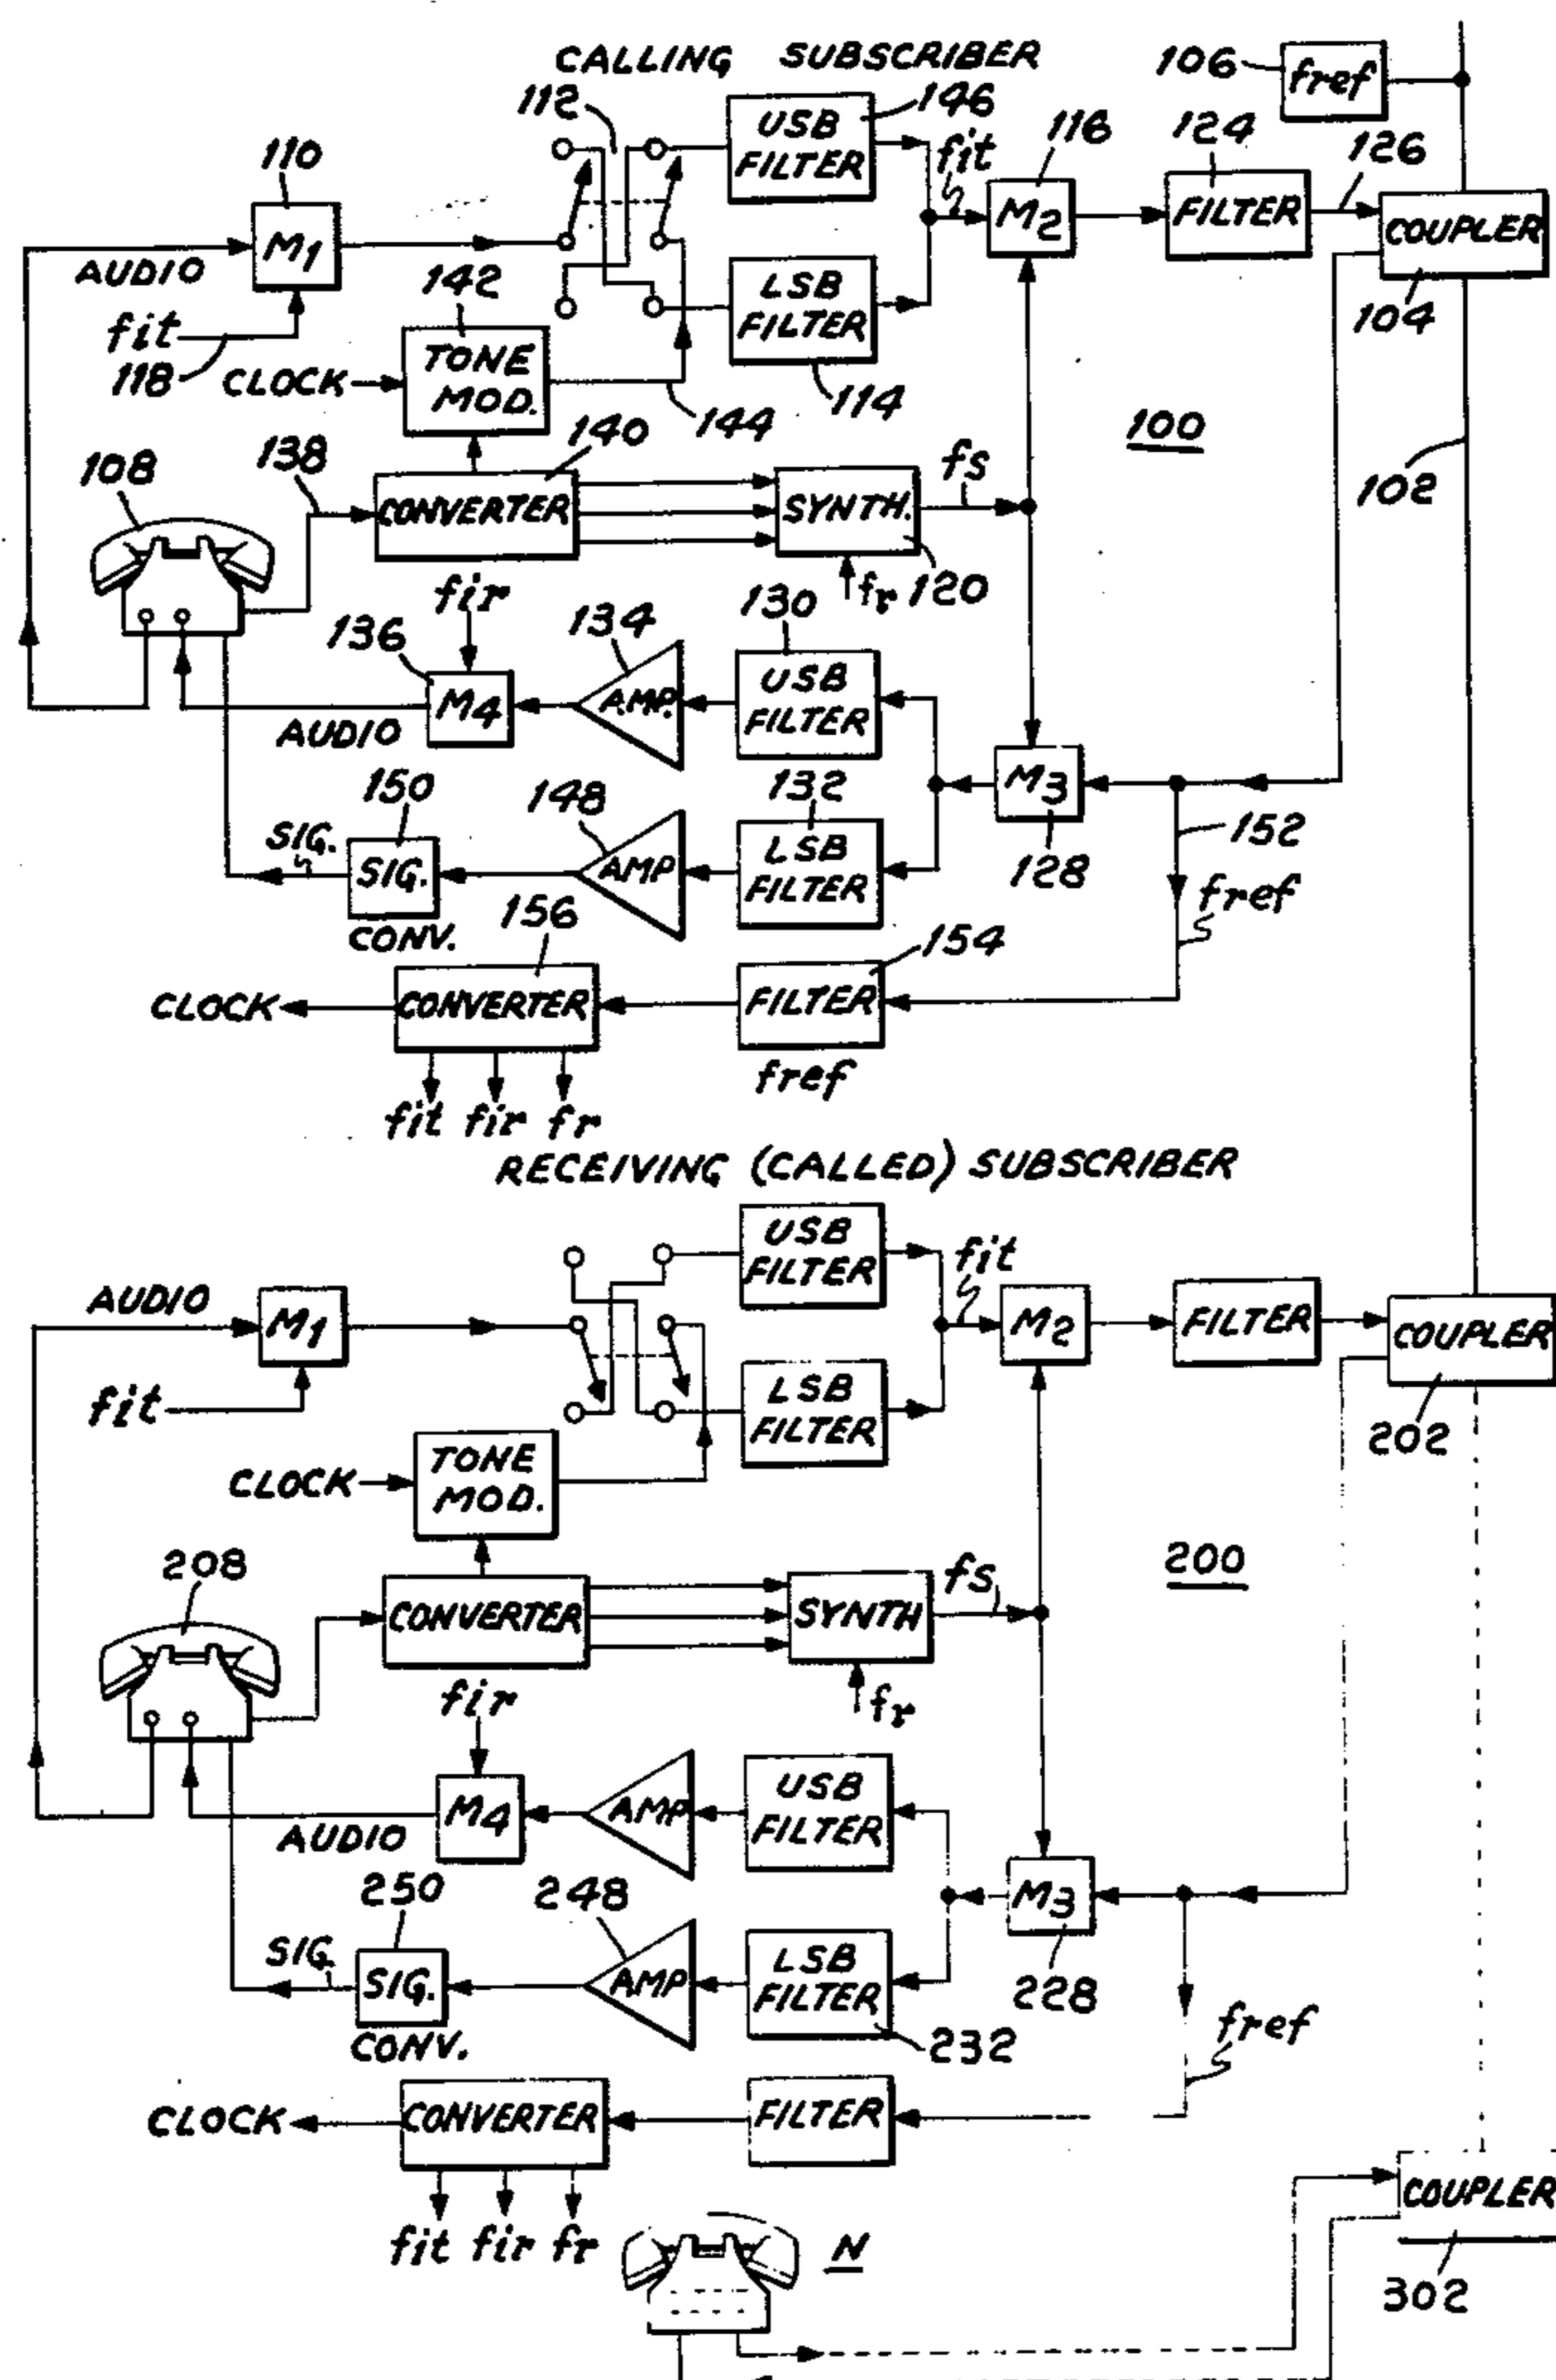 CALLING SUBSCRIBER
106
fref
112
146
USB
FILTER
110
fit
116
124
126
M1
M2
FILTER
COUPLER
AUDIO
142
LSB
FILTER
104
fit
118
CLOCK
TONE
MOD.
144
114
100
108
138
140
fs
102
CONVERTER
SYNTH.
fir
fr
120
136
134
130
M4
AMP.
USB
FILTER
AUDIO
M3
150
148
132
152
SIG.
SIG.
AMP
LSB
FILTER
128
fref
CONV.
156
154
CLOCK
CONVERTER
FILTER
fref
fit fir fr
RECEIVING (CALLED) SUBSCRIBER
USB
FILTER
fit
AUDIO
M1
M2
FILTER
COUPLER
fit
LSB
FILTER
202
CLOCK
TONE
MOD.
208
200
fs
CONVERTER
SYNTH
fir
fr
M4
AMP
USB
FILTER
AUDIO
250
248
M3
SIG.
SIG.
AMP
LSB
FILTER
228
CONV.
232
fref
CLOCK
CONVERTER
FILTER
COUPLER
fit fir fr
N
302